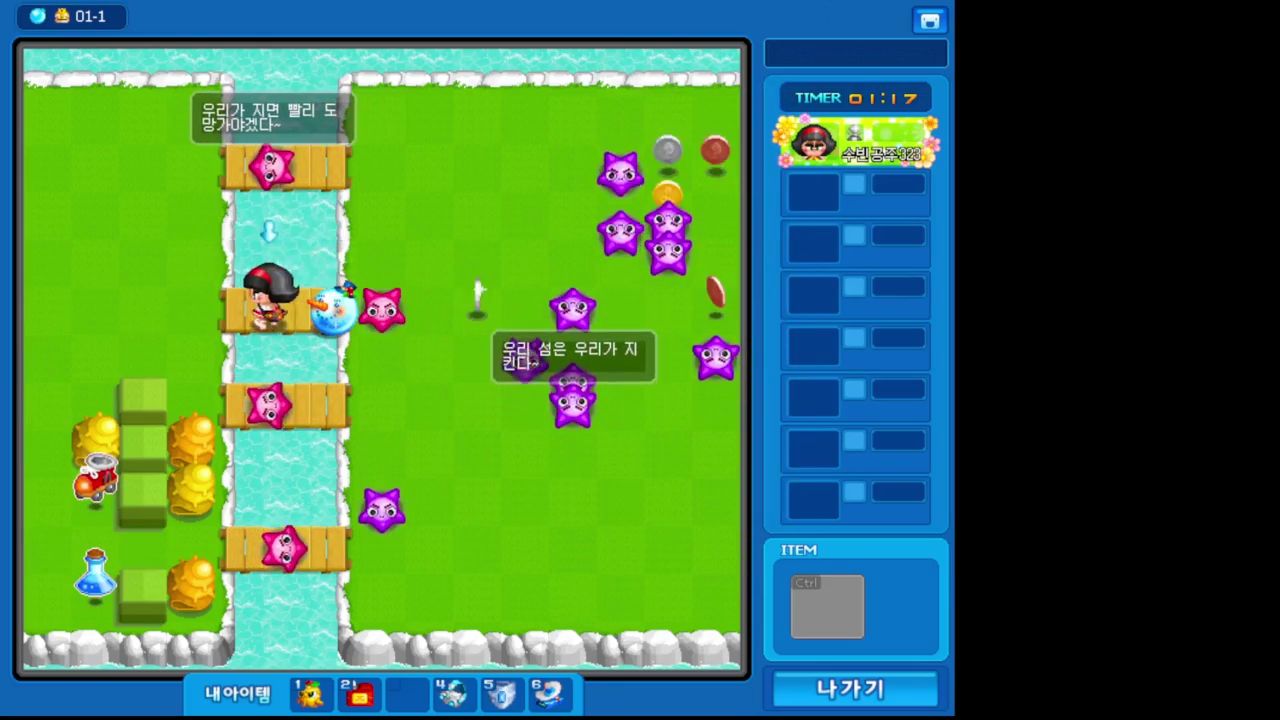 01-1
우리가 지면 빨리 도
망가야겠다~
TIMER 01:17
수빈공주323
우리 섬은 우리가 지
킨다~
ITEM
Ctrl
내아이템
1
2
4
5
6
나가기